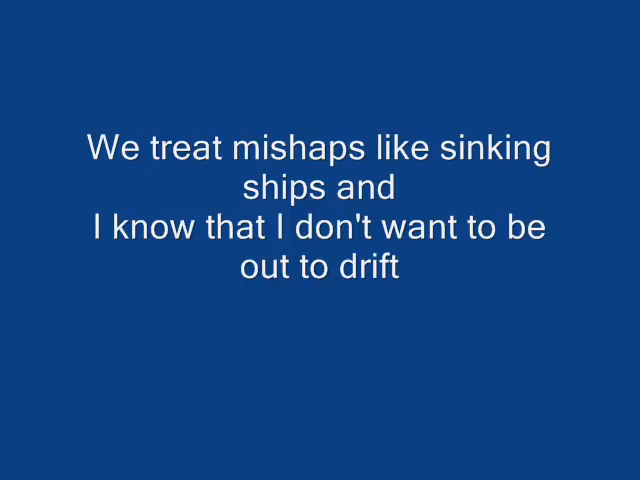 We treat mishaps like sinking
ships and
I know that I don't want to be
out to drift